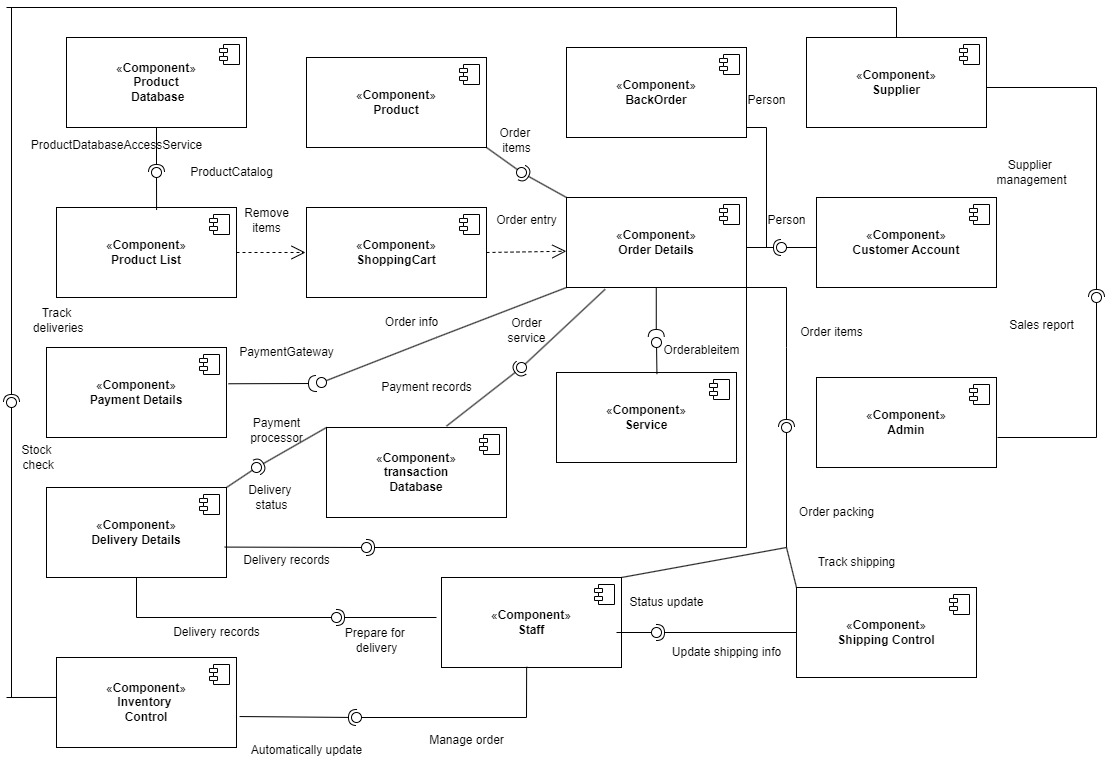 «Component»
Product
Database
«Component»
Product
«Component»
BackOrder
«Component»
Supplier
Person
Order
items
ProductDatabaseAccessService
ProductCatalog
Supplier
management
Remove
items
Order entry
Person
«Component»
Product List
«Component»
ShoppingCart
«Component»
Order Details
«Component»
Customer Account
Track
deliveries
Order info
Order
service
Order items
Sales report
PaymentGateway
Orderableitem
«Component»
Payment Details
Payment records
«Component»
Service
«Component»
Admin
Payment
processor
Stock
check
«Component»
transaction
Database
Delivery
status
«Component»
Delivery Details
Order packing
Delivery records
Track shipping
Status update
«Component»
Staff
«Component»
Shipping Control
Delivery records
Prepare for
delivery
Update shipping info
«Component»
Inventory
Control
Automatically update
Manage order